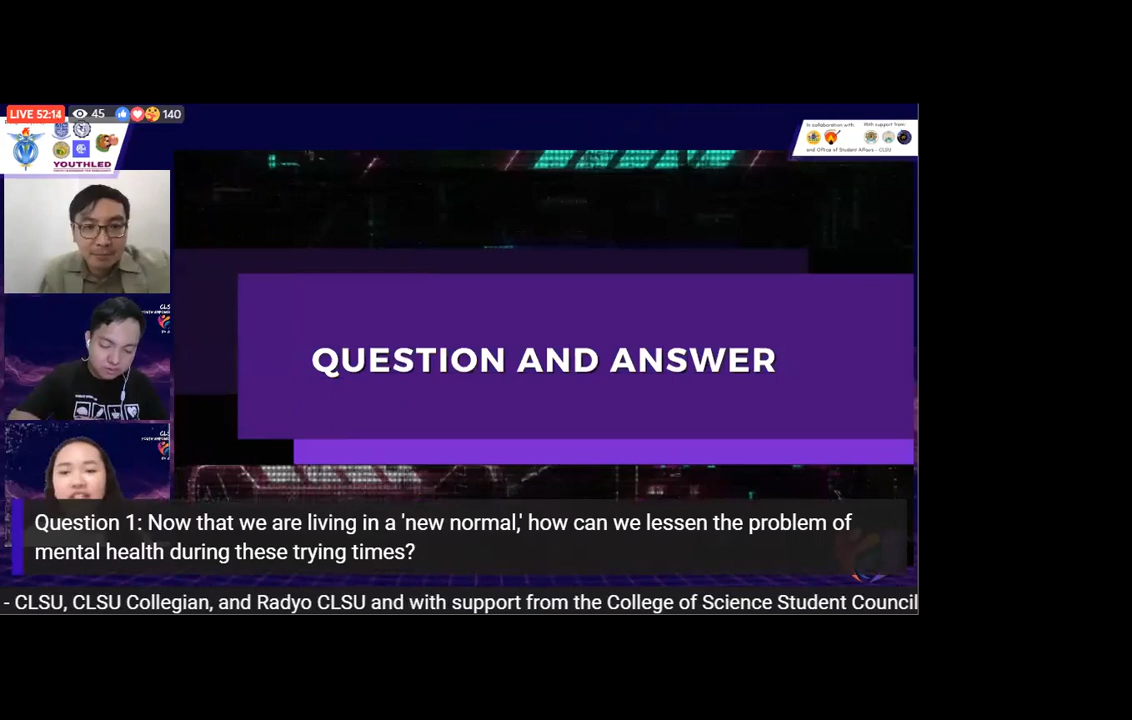 LIVE 52:14
45
140
YOUTHLED
In collaboration with:
With support from:
and Office of Student Affairs - CLSU
QUESTION AND ANSWER
Question 1: Now that we are living in a 'new normal,' how can we lessen the problem of
mental health during these trying times?
- CLSU, CLSU Collegian, and Radyo CLSU and with support from the College of Science Student Council